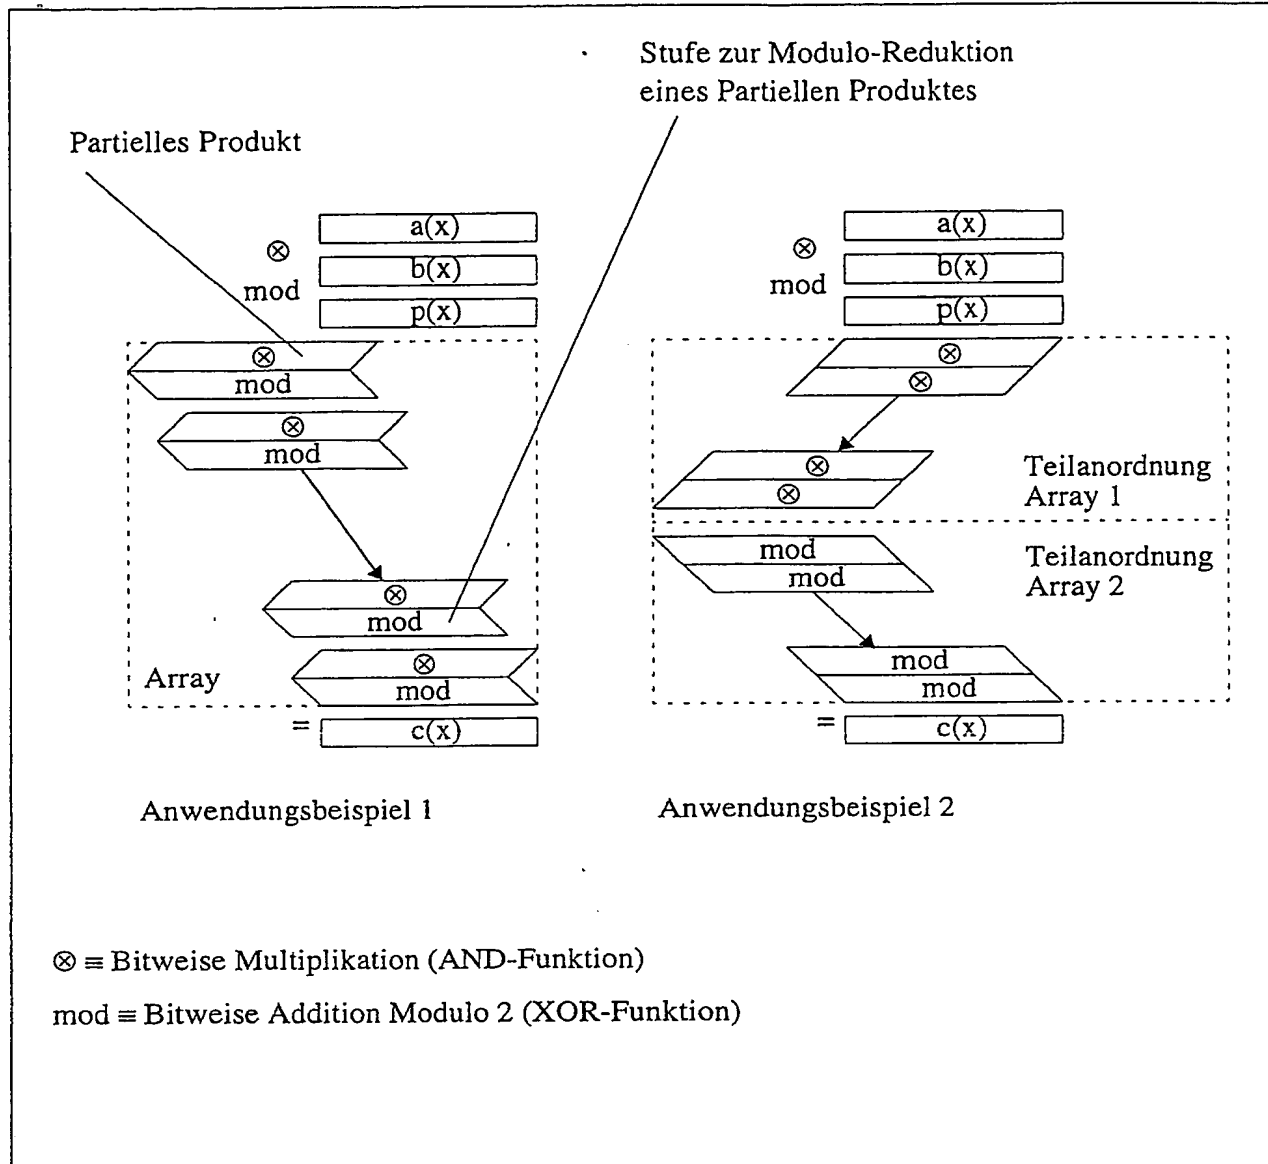 Stufe zur Modulo-Reduktion
eines Partiellen Produktes
Partielles Produkt
a(x)
⊗
b(x)
mod
p(x)
⊗
mod
⊗
mod
⊗
mod
⊗
mod
Array
= c(x)
Anwendungsbeispiel 1
a(x)
⊗
b(x)
mod
p(x)
⊗
⊗
⊗
⊗
Teilanordnung
Array 1
mod
mod
Teilanordnung
Array 2
mod
mod
= c(x)
Anwendungsbeispiel 2
⊗ ≡ Bitweise Multiplikation (AND-Funktion)
mod ≡ Bitweise Addition Modulo 2 (XOR-Funktion)